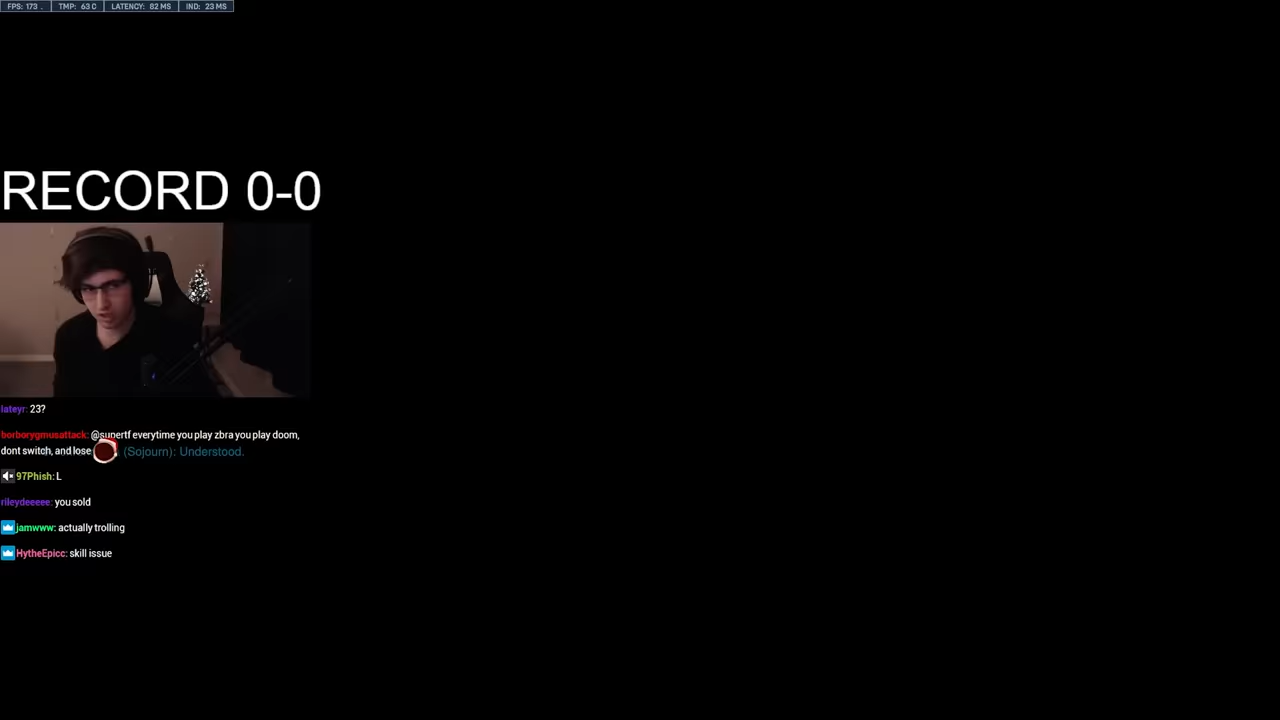 FPS: 173 . TMP: 63 C LATENCY: 82 MS IND: 23 MS
RECORD 0-0
lateyr: 23?
borborygmusattack: @supertf everytime you play zbra you play doom,
dont switch, and lose
(Sojourn): Understood.
97Phish: L
rileydeeeee: you sold
jamwww: actually trolling
HytheEpicc: skill issue